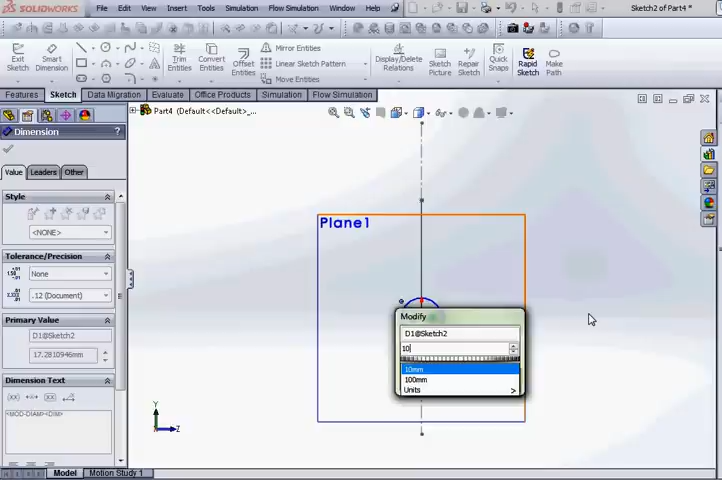 SOLIDWORKS File Edit View Insert Tools Simulation Flow Simulation Window Help Sketch2 of Part4 *
Exit Sketch Smart Dimension Trim Entities Convert Entities Offset Entities Mirror Entities Linear Sketch Pattern Move Entities Display/Delete Relations Sketch Picture Repair Sketch Quick Snaps Rapid Sketch Make Path
Features Sketch Data Migration Evaluate Office Products Simulation Flow Simulation
Dimension ?
Part4 (Default<<Default>_...
Value Leaders Other
Style
<NONE>
Tolerance/Precision
None
.12 (Document)
Primary Value
D1@Sketch2
17.2810946mm
Dimension Text
<MOD-DIAM><DIM>
Plane1
Modify
D1@Sketch2
10
10mm
100mm
Units >
Y
Z
Model Motion Study 1